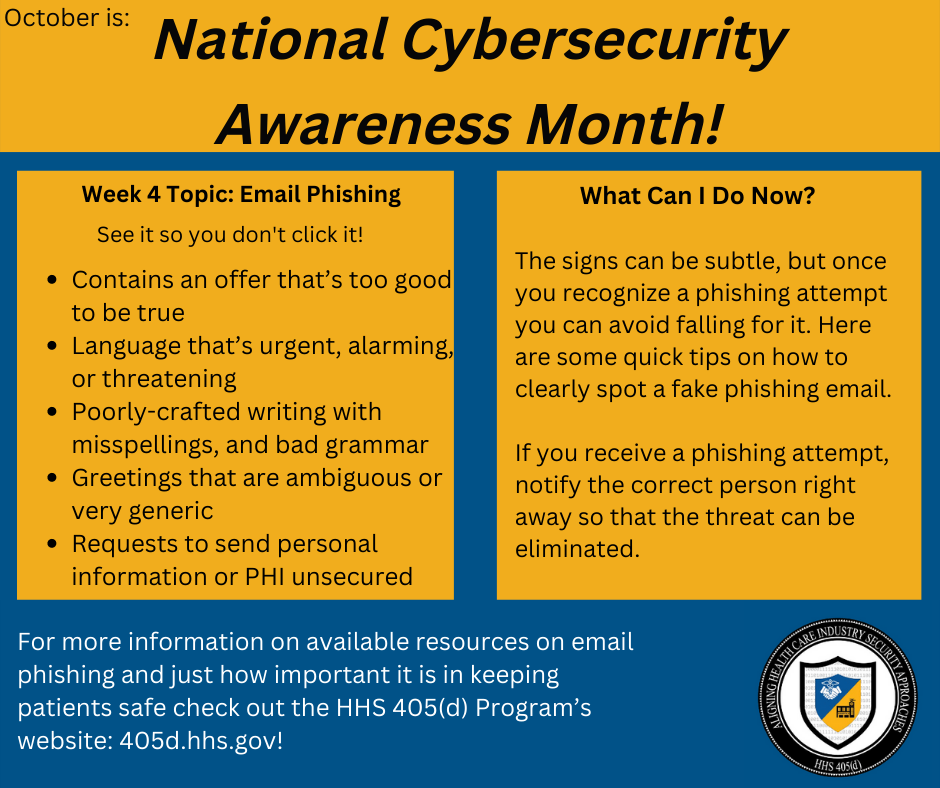 October is:
National Cybersecurity
Awareness Month!
Week 4 Topic: Email Phishing
See it so you don't click it!
• Contains an offer that’s too good
to be true
• Language that’s urgent, alarming,
or threatening
• Poorly-crafted writing with
misspellings, and bad grammar
• Greetings that are ambiguous or
very generic
• Requests to send personal
information or PHI unsecured
What Can I Do Now?
The signs can be subtle, but once
you recognize a phishing attempt
you can avoid falling for it. Here
are some quick tips on how to
clearly spot a fake phishing email.
If you receive a phishing attempt,
notify the correct person right
away so that the threat can be
eliminated.
For more information on available resources on email
phishing and just how important it is in keeping
patients safe check out the HHS 405(d) Program’s
website: 405d.hhs.gov!
ALIGNING HEALTH CARE INDUSTRY SECURITY APPROACHES
HHS 405(d)